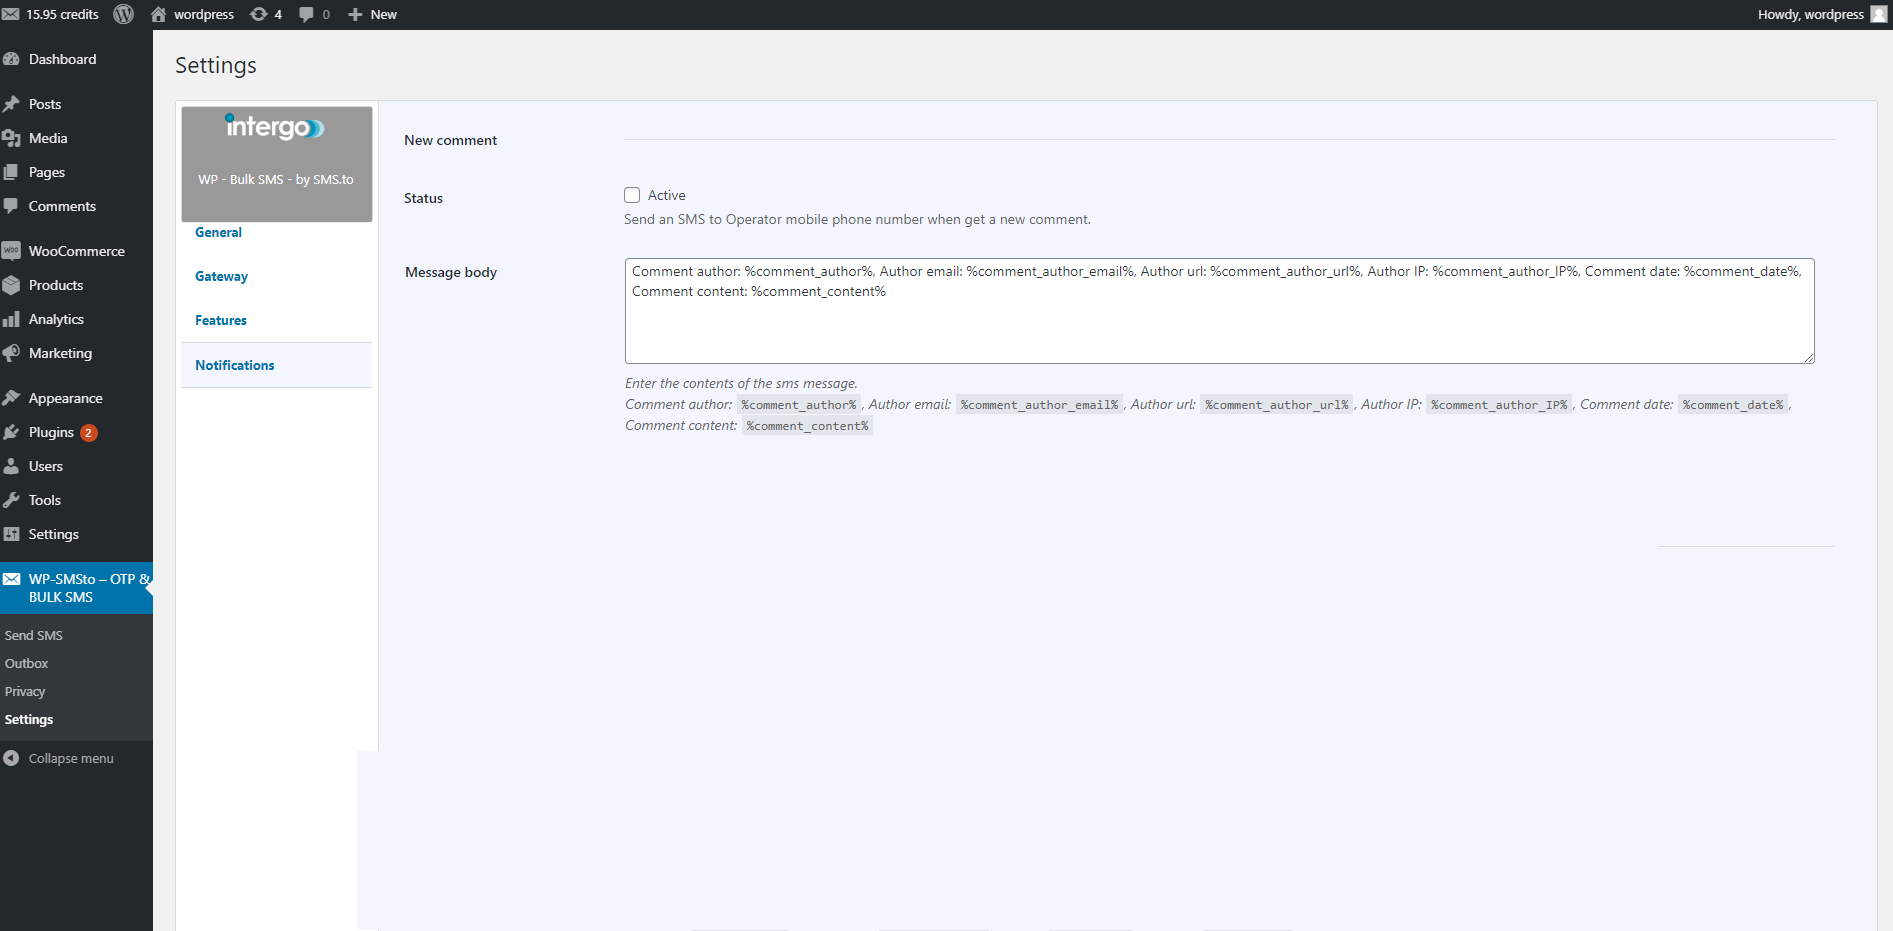 15.95 credits
wordpress
4
0
New
Howdy, wordpress
Dashboard
Posts
Media
Pages
Comments
WooCommerce
Products
Analytics
Marketing
Appearance
Plugins 2
Users
Tools
Settings
WP-SMSto – OTP &
BULK SMS
Send SMS
Outbox
Privacy
Settings
Collapse menu
Settings
intergo
WP - Bulk SMS - by SMS.to
General
Gateway
Features
Notifications
New comment
Status
Active
Send an SMS to Operator mobile phone number when get a new comment.
Message body
Comment author: %comment_author%, Author email: %comment_author_email%, Author url: %comment_author_url%, Author IP: %comment_author_IP%, Comment date: %comment_date%,
Comment content: %comment_content%
Enter the contents of the sms message.
Comment author: %comment_author% , Author email: %comment_author_email% , Author url: %comment_author_url% , Author IP: %comment_author_IP% , Comment date: %comment_date% ,
Comment content: %comment_content%